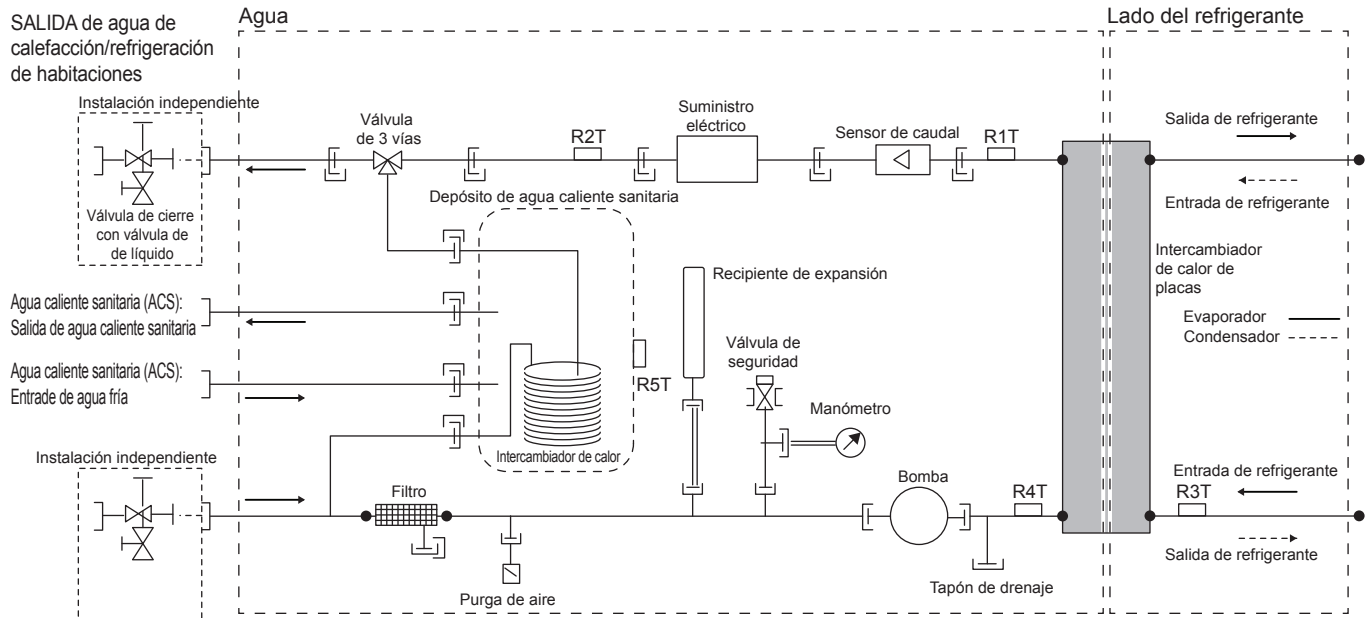 SALIDA de agua de
calefacción/refrigeración
de habitaciones
Agua
Lado del refrigerante
Instalación independiente
Válvula
de 3 vías
R2T
Suministro
eléctrico
Sensor de caudal
R1T
Salida de refrigerante
Entrada de refrigerante
Válvula de cierre
con válvula de
de líquido
Depósito de agua caliente sanitaria
Intercambiador
de calor de
placas
Recipiente de expansión
Agua caliente sanitaria (ACS):
Salida de agua caliente sanitaria
Evaporador
Condensador
Válvula de
seguridad
R5T
Agua caliente sanitaria (ACS):
Entrade de agua fría
Manómetro
Intercambiador de calor
Instalación independiente
Filtro
Bomba
R4T
Entrada de refrigerante
R3T
Salida de refrigerante
Purga de aire
Tapón de drenaje